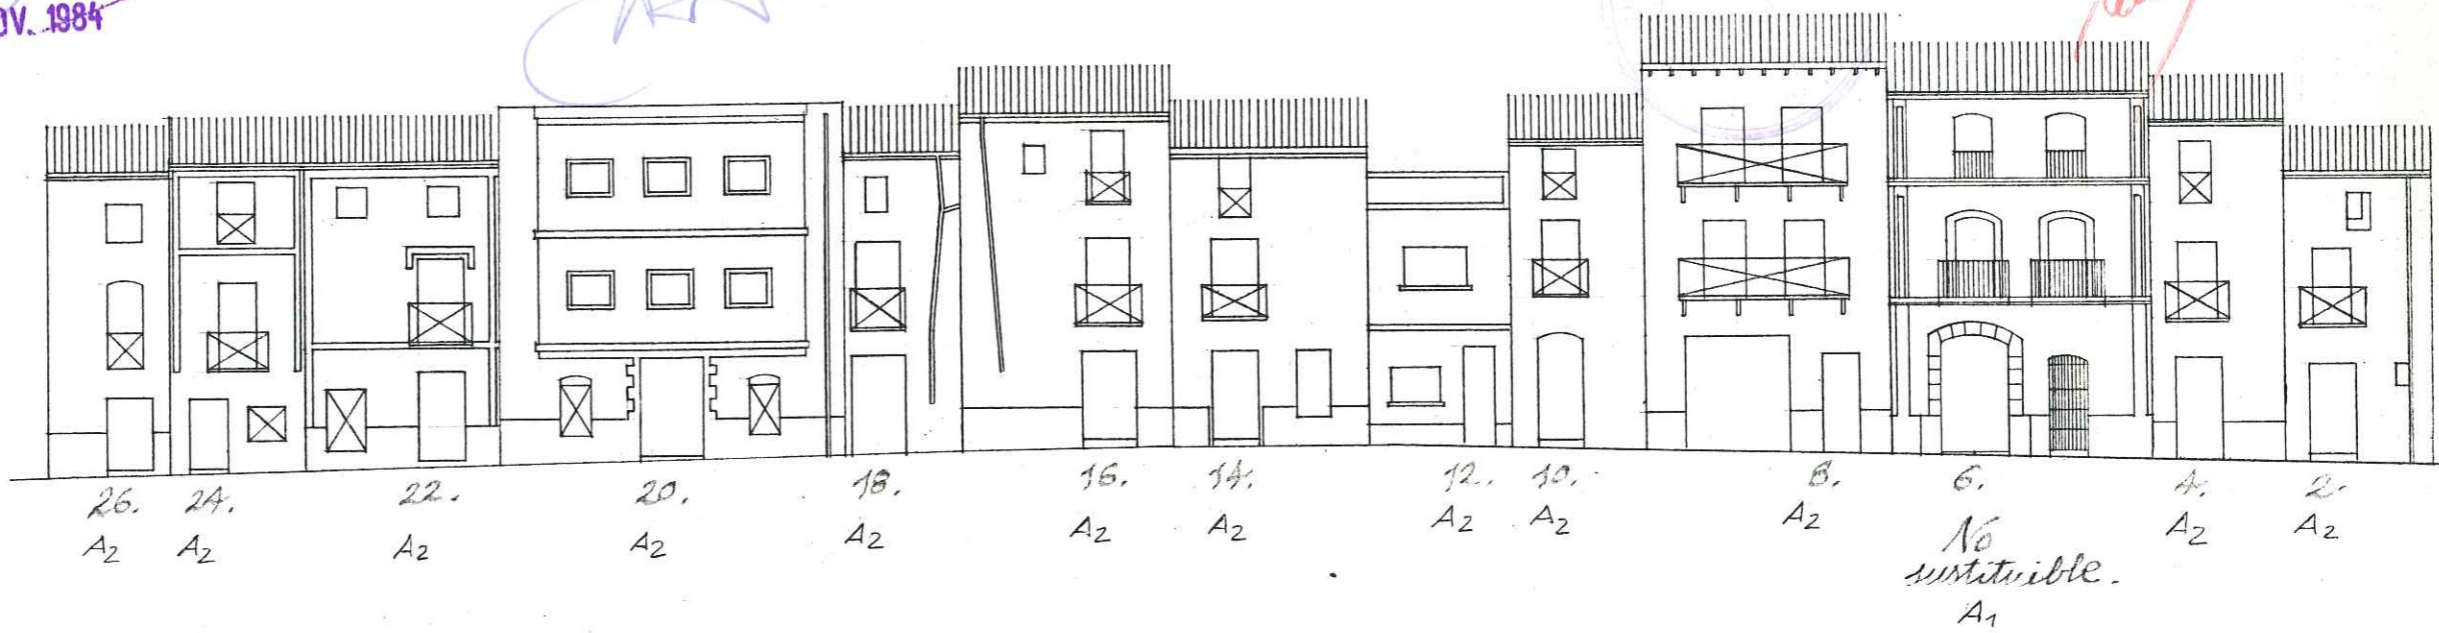 OV. 1984
26. 24. 22. 20. 18. 16. 14. 12. 10. 8. 6. 4. 2.
A2 A2 A2 A2 A2 A2 A2 A2 A2 A2 No A2 A2
sustituible.
A1